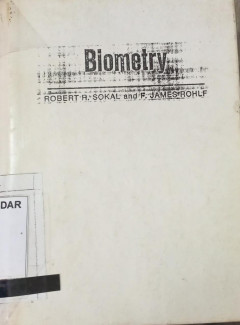 Biometry
ROBERT R. SOKAL and F. JAMES ROHLF
DAR